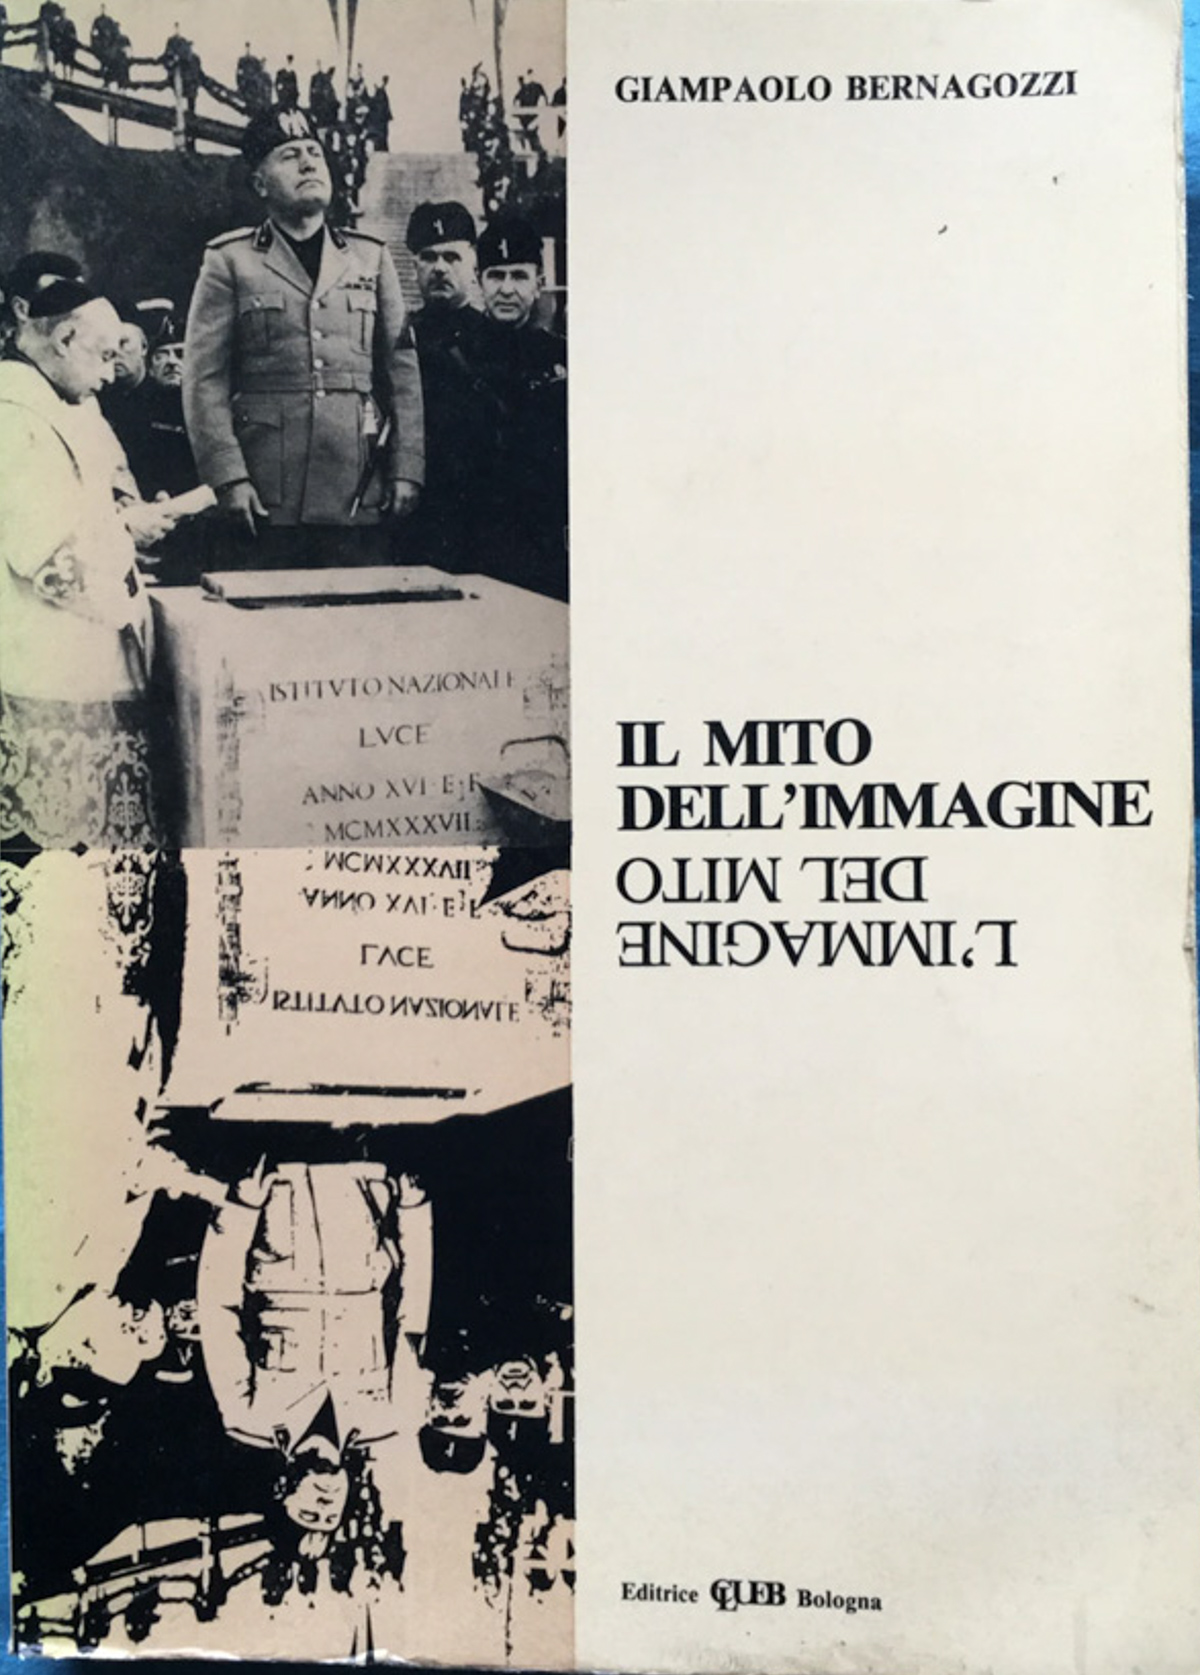 GIAMPAOLO BERNAGOZZI
ISTITVTO NAZIONALE
LVCE
ANNO XVI · E · F
MCMXXXVII
MCMXXXVII
ANNO XVI · E · F
LVCE
ISTITVTO NAZIONALE
IL MITO
DELL'IMMAGINE
DEL MITO
L'IMMAGINE
Editrice CLUEB Bologna